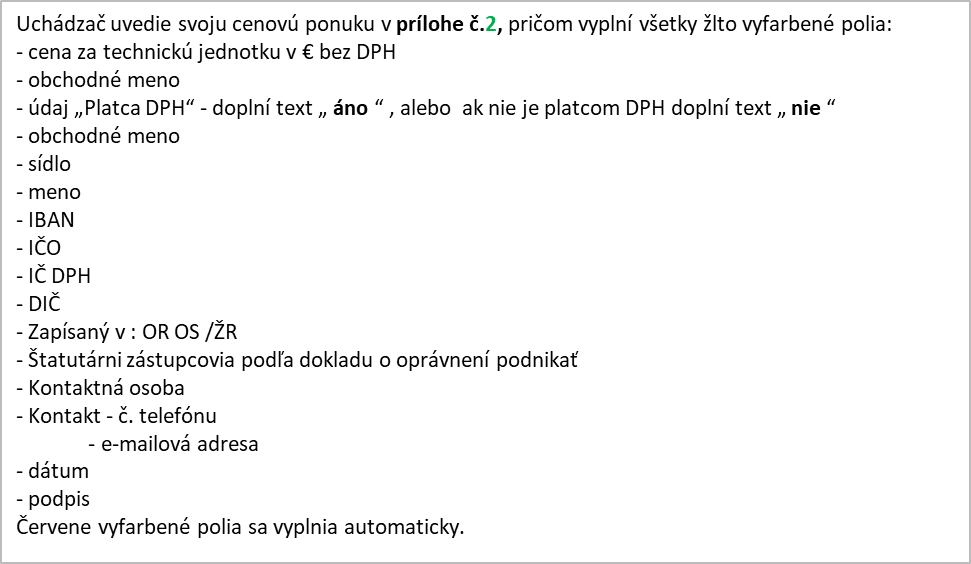 Uchádzač uvedie svoju cenovú ponuku v prílohe č.2, pričom vyplní všetky žlto vyfarbené polia:
- cena za technickú jednotku v € bez DPH
- obchodné meno
- údaj „Platca DPH“ - doplní text „ áno “ , alebo  ak nie je platcom DPH doplní text „ nie “
- obchodné meno
- sídlo
- meno
- IBAN
- IČO
- IČ DPH
- DIČ
- Zapísaný v : OR OS /ŽR
- Štatutárni zástupcovia podľa dokladu o oprávnení podnikať
- Kontaktná osoba
- Kontakt - č. telefónu
- e-mailová adresa
- dátum
- podpis
Červene vyfarbené polia sa vyplnia automaticky.